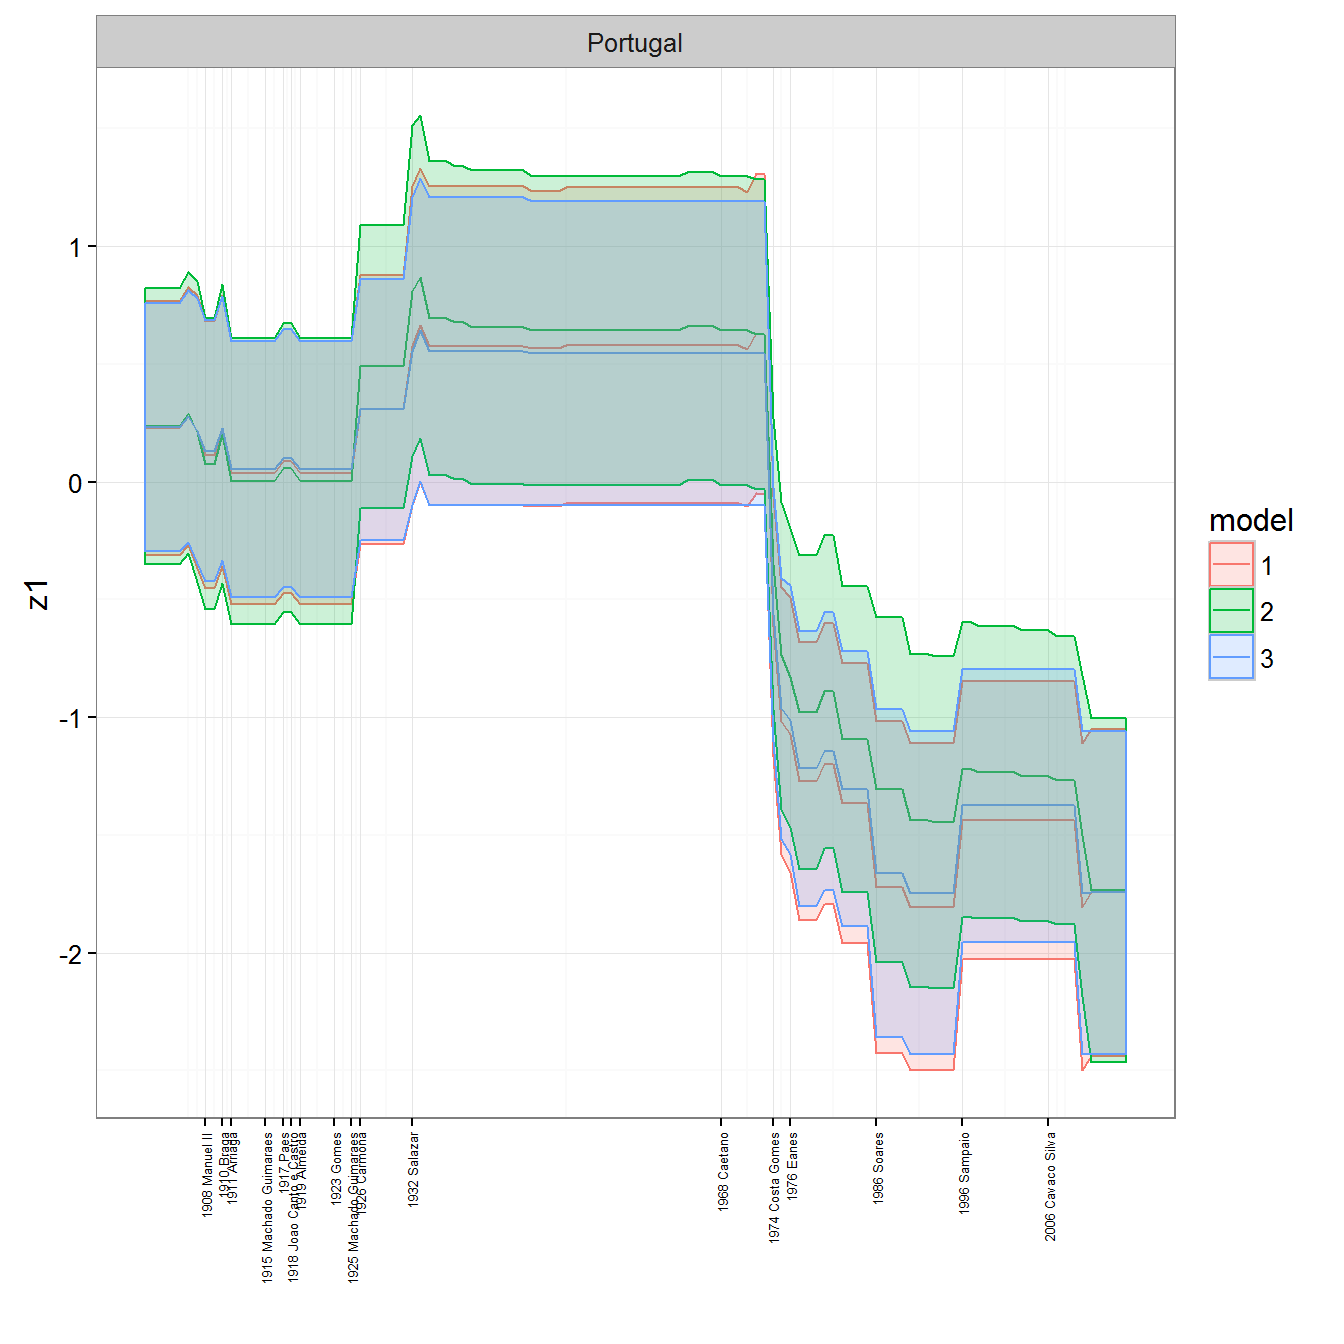 Portugal
1
0
-1
-2
z1
model
1
2
3
1908 Manuel II
1910 Braga
1911 Arriaga
1915 Machado Guimaraes
1917 Paes
1918 Joao Canto e Castro
1919 Almeida
1923 Gomes
1925 Machado Guimaraes
1926 Carmona
1932 Salazar
1968 Caetano
1974 Costa Gomes
1976 Eanes
1986 Soares
1996 Sampaio
2006 Cavaco Silva